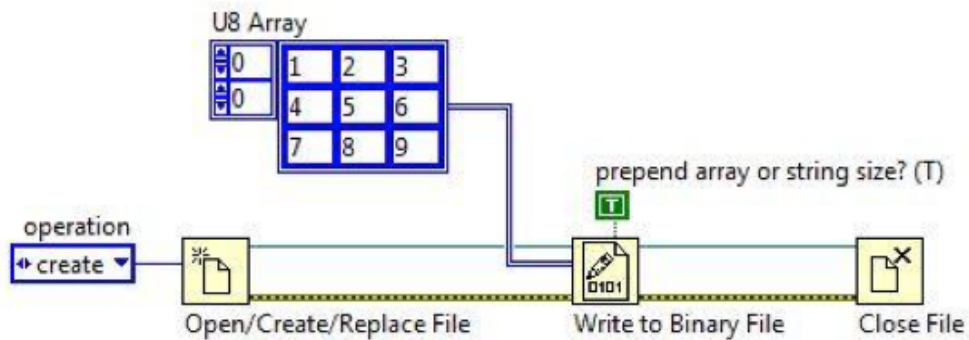 U8 Array
0
1 2 3
0
4 5 6
7 8 9
prepend array or string size? (T)
T
operation
create
0101
Open/Create/Replace File
Write to Binary File
Close File